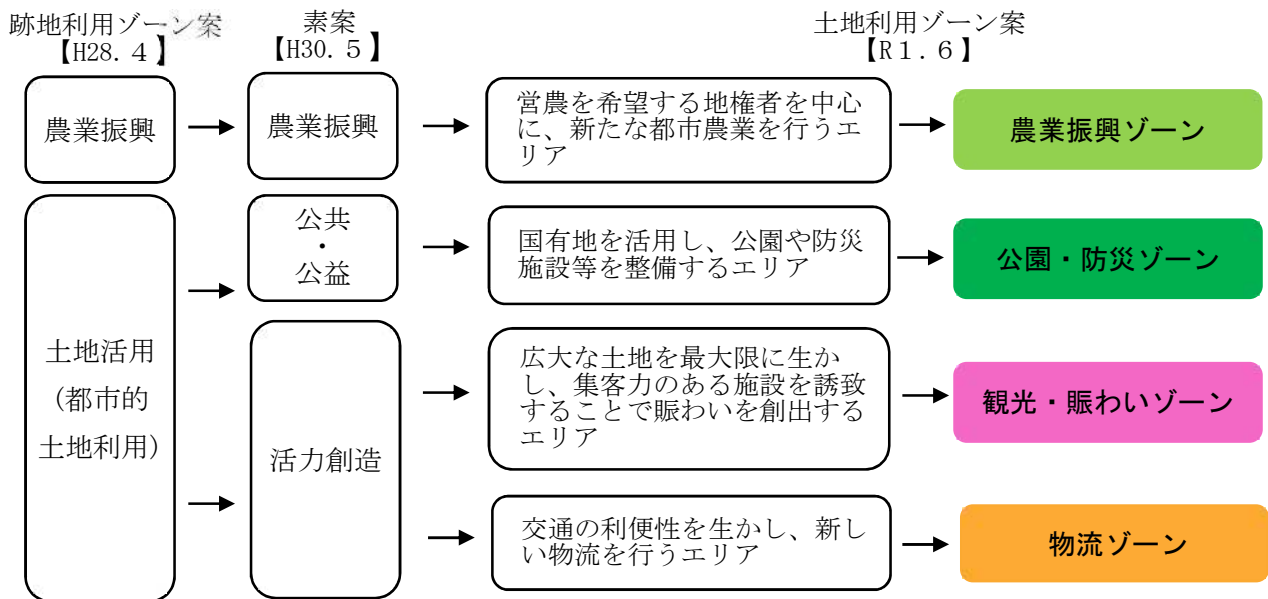 跡地利用ゾーン案
【H28.４】
素案
【H30.５】
土地利用ゾーン案
【R１.６】
農業振興
農業振興
営農を希望する地権者を中心
に、新たな都市農業を行うエ
リア
農業振興ゾーン
土地活用
(都市的
土地利用)
公共
・
公益
国有地を活用し、公園や防災
施設等を整備するエリア
公園・防災ゾーン
活力創造
広大な土地を最大限に生か
し、集客力のある施設を誘致
することで賑わいを創出する
エリア
観光・賑わいゾーン
交通の利便性を生かし、新し
い物流を行うエリア
物流ゾーン